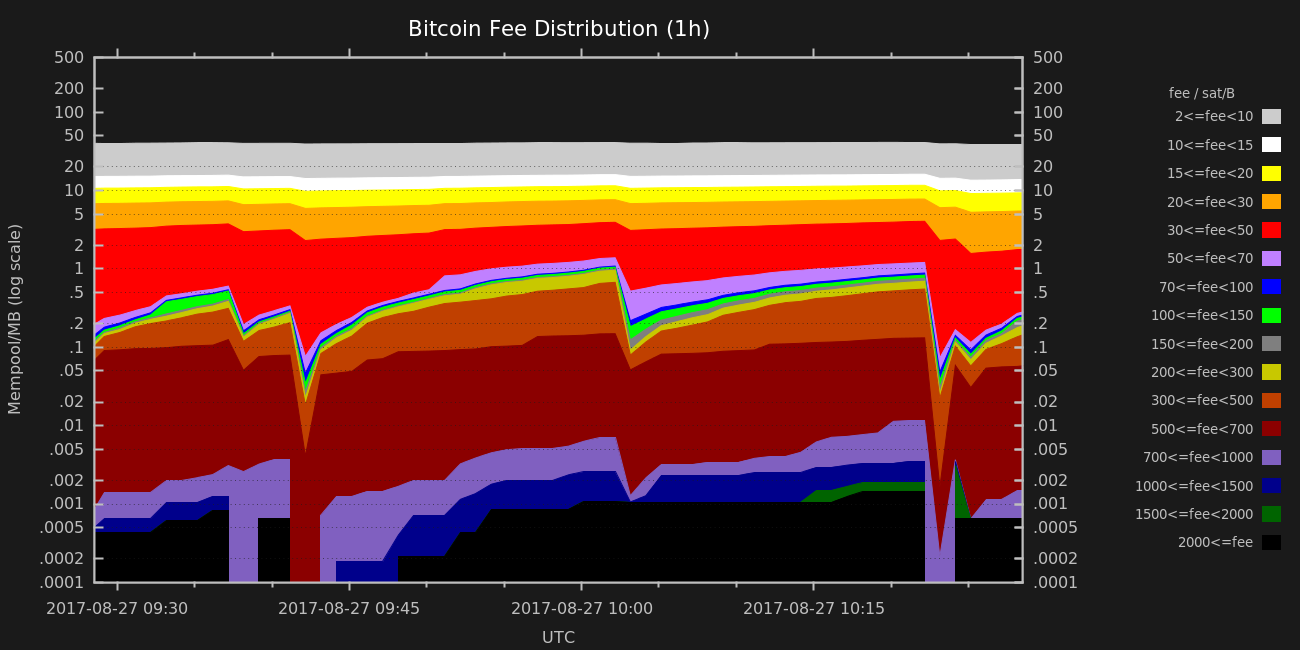 Bitcoin Fee Distribution (1h)
500 500
200 200
100 100
50 50
20 20
10 10
5 5
2 2
1 1
.5 .5
.2 .2
.1 .1
.05 .05
.02 .02
.01 .01
.005 .005
.002 .002
.001 .001
.0005 .0005
.0002 .0002
.0001 .0001
Mempool/MB (log scale)
2017-08-27 09:30 2017-08-27 09:45 2017-08-27 10:00 2017-08-27 10:15
UTC
fee / sat/B
2<=fee<10
10<=fee<15
15<=fee<20
20<=fee<30
30<=fee<50
50<=fee<70
70<=fee<100
100<=fee<150
150<=fee<200
200<=fee<300
300<=fee<500
500<=fee<700
700<=fee<1000
1000<=fee<1500
1500<=fee<2000
2000<=fee